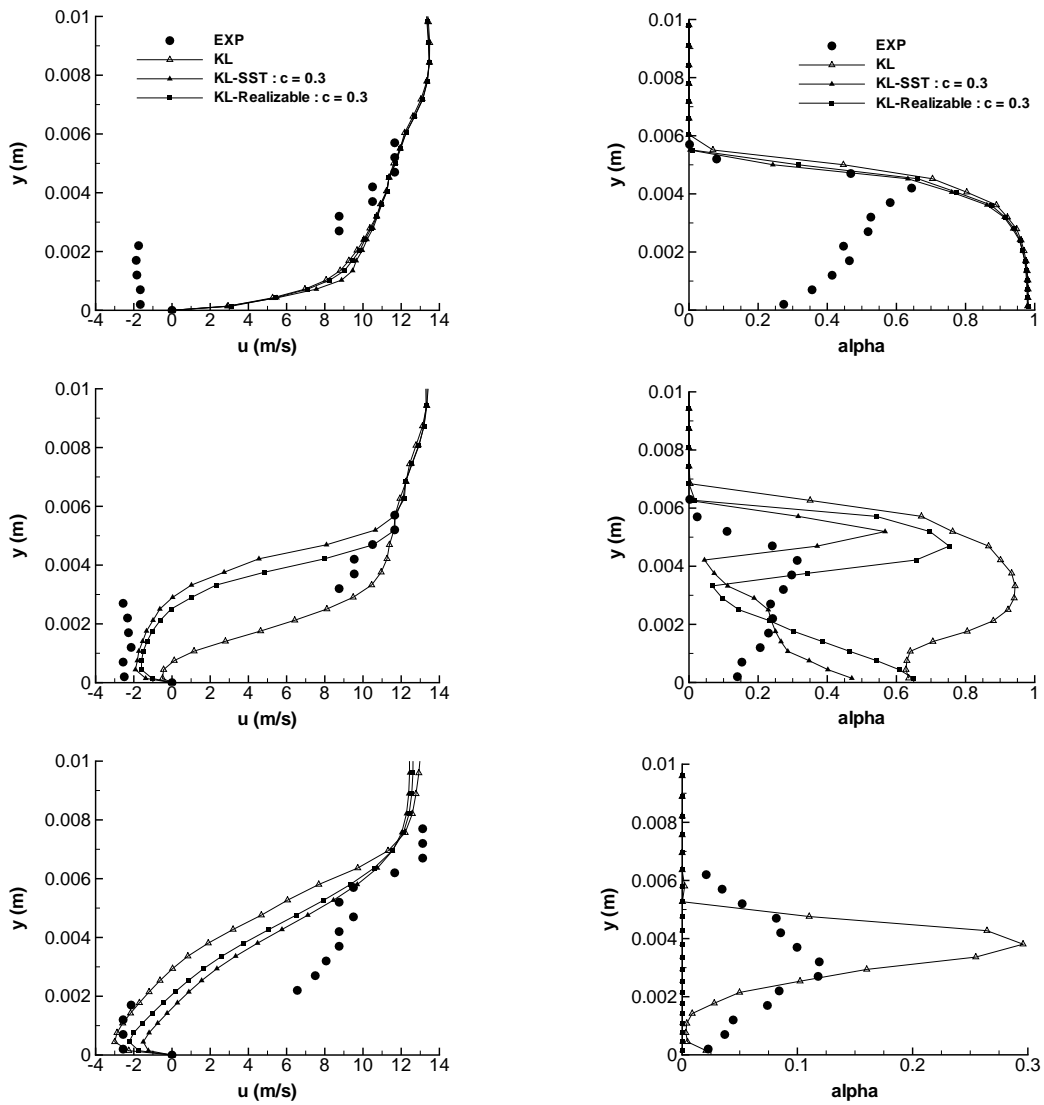 0.01
0.008
0.006
0.004
0.002
0
y (m)
-4 -2 0 2 4 6 8 10 12 14
u (m/s)
EXP
KL
KL-SST : c = 0.3
KL-Realizable : c = 0.3
0.01
0.008
0.006
0.004
0.002
0
y (m)
0 0.2 0.4 0.6 0.8 1
alpha
EXP
KL
KL-SST : c = 0.3
KL-Realizable : c = 0.3
0.01
0.008
0.006
0.004
0.002
0
y (m)
-4 -2 0 2 4 6 8 10 12 14
u (m/s)
0.01
0.008
0.006
0.004
0.002
0
y (m)
0 0.2 0.4 0.6 0.8 1
alpha
0.01
0.008
0.006
0.004
0.002
0
y (m)
-4 -2 0 2 4 6 8 10 12 14
u (m/s)
0.01
0.008
0.006
0.004
0.002
0
y (m)
0 0.1 0.2 0.3
alpha